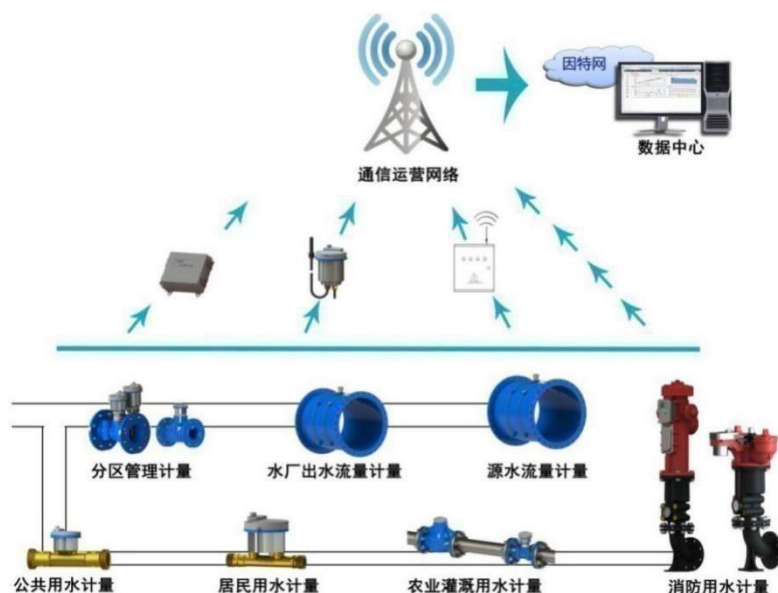 因特网
数据中心
通信运营网络
分区管理计量
水厂出水流量计量
源水流量计量
公共用水计量
居民用水计量
农业灌溉用水计量
消防用水计量